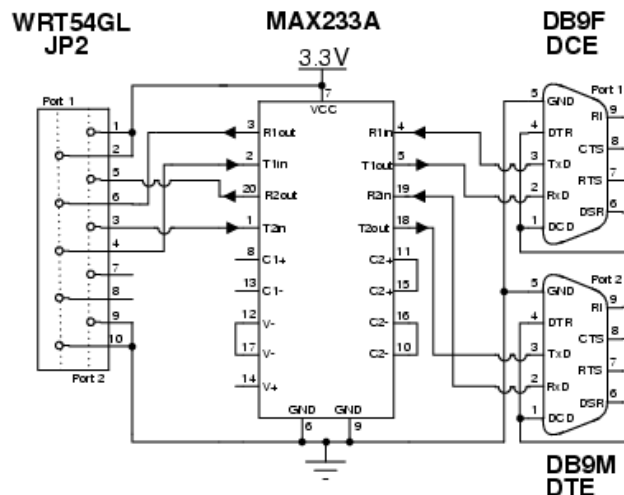 WRT54GL
JP2
MAX233A
DB9F
DCE
3.3V
Port 1
1
2
5
6
3
4
7
8
9
10
Port 2
7
VCC
3 R1out
2 T1in
20 R2out
1 T2in
8 C1+
13 C1-
12 V-
17 V-
14 V+
R1in 4
T1out 5
R2in 19
T2out 18
C2+ 11
C2+ 15
C2- 16
C2- 10
GND GND
6 9
Port 1
5 GND
4 DTR
3 TxD
2 RxD
1 DCD
RI 9
CTS 8
RTS 7
DSR 6
Port 2
5 GND
4 DTR
3 TxD
2 RxD
1 DCD
RI 9
CTS 8
RTS 7
DSR 6
DB9M
DTE